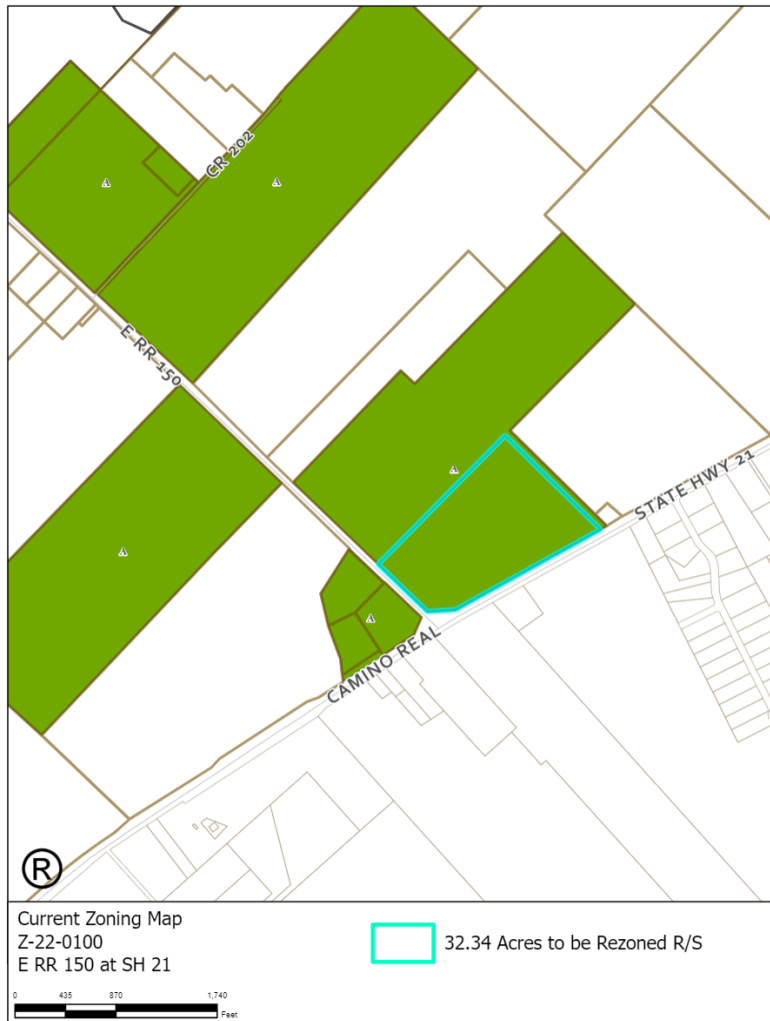 CR 202
A
A
E RR 150
A
STATE HWY 21
A
A
CAMINO REAL
®
Current Zoning Map
Z-22-0100
E RR 150 at SH 21
32.34 Acres to be Rezoned R/S
0 435 870 1,740
Feet